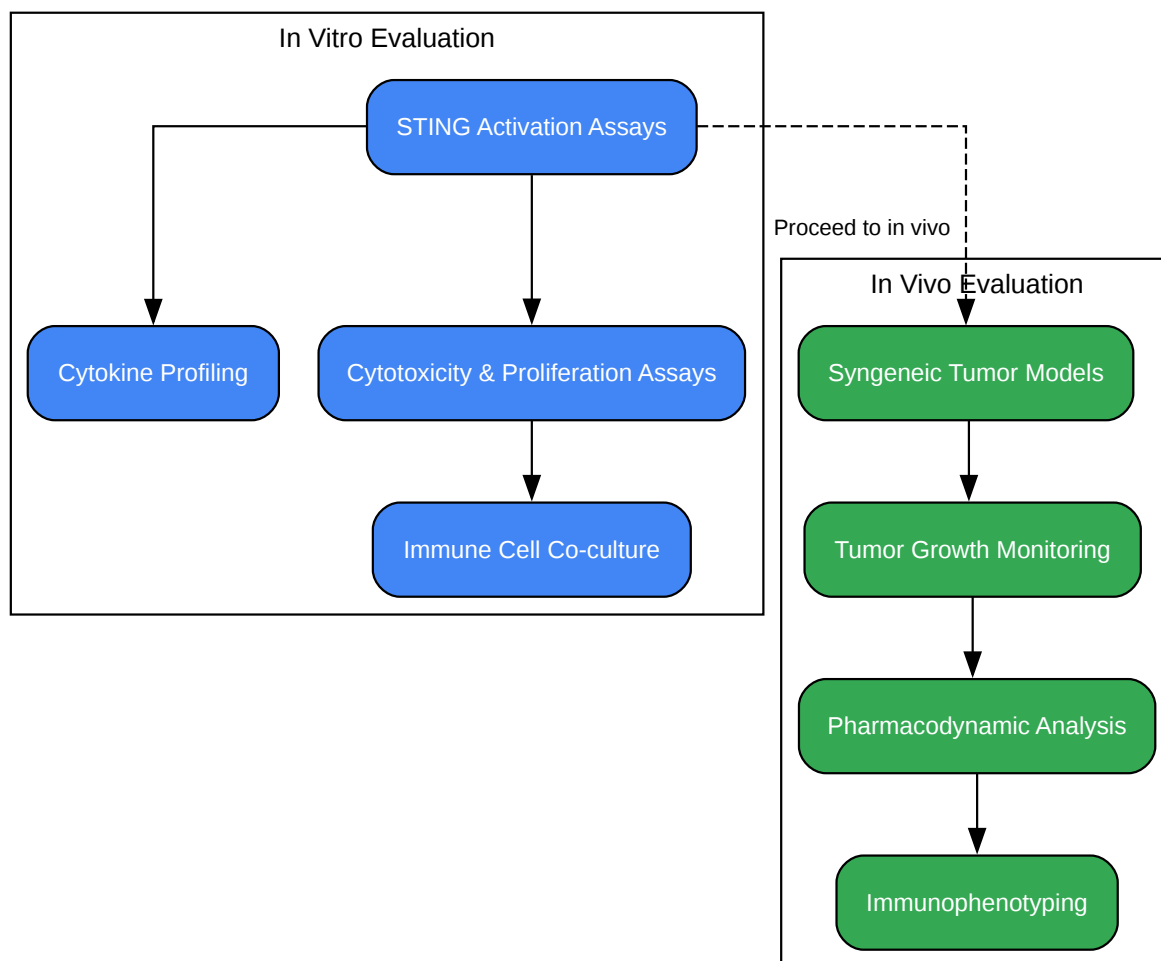 In Vitro Evaluation
STING Activation Assays
Proceed to in vivo
In Vivo Evaluation
Cytokine Profiling
Cytotoxicity & Proliferation Assays
Syngeneic Tumor Models
Immune Cell Co-culture
Tumor Growth Monitoring
Pharmacodynamic Analysis
Immunophenotyping